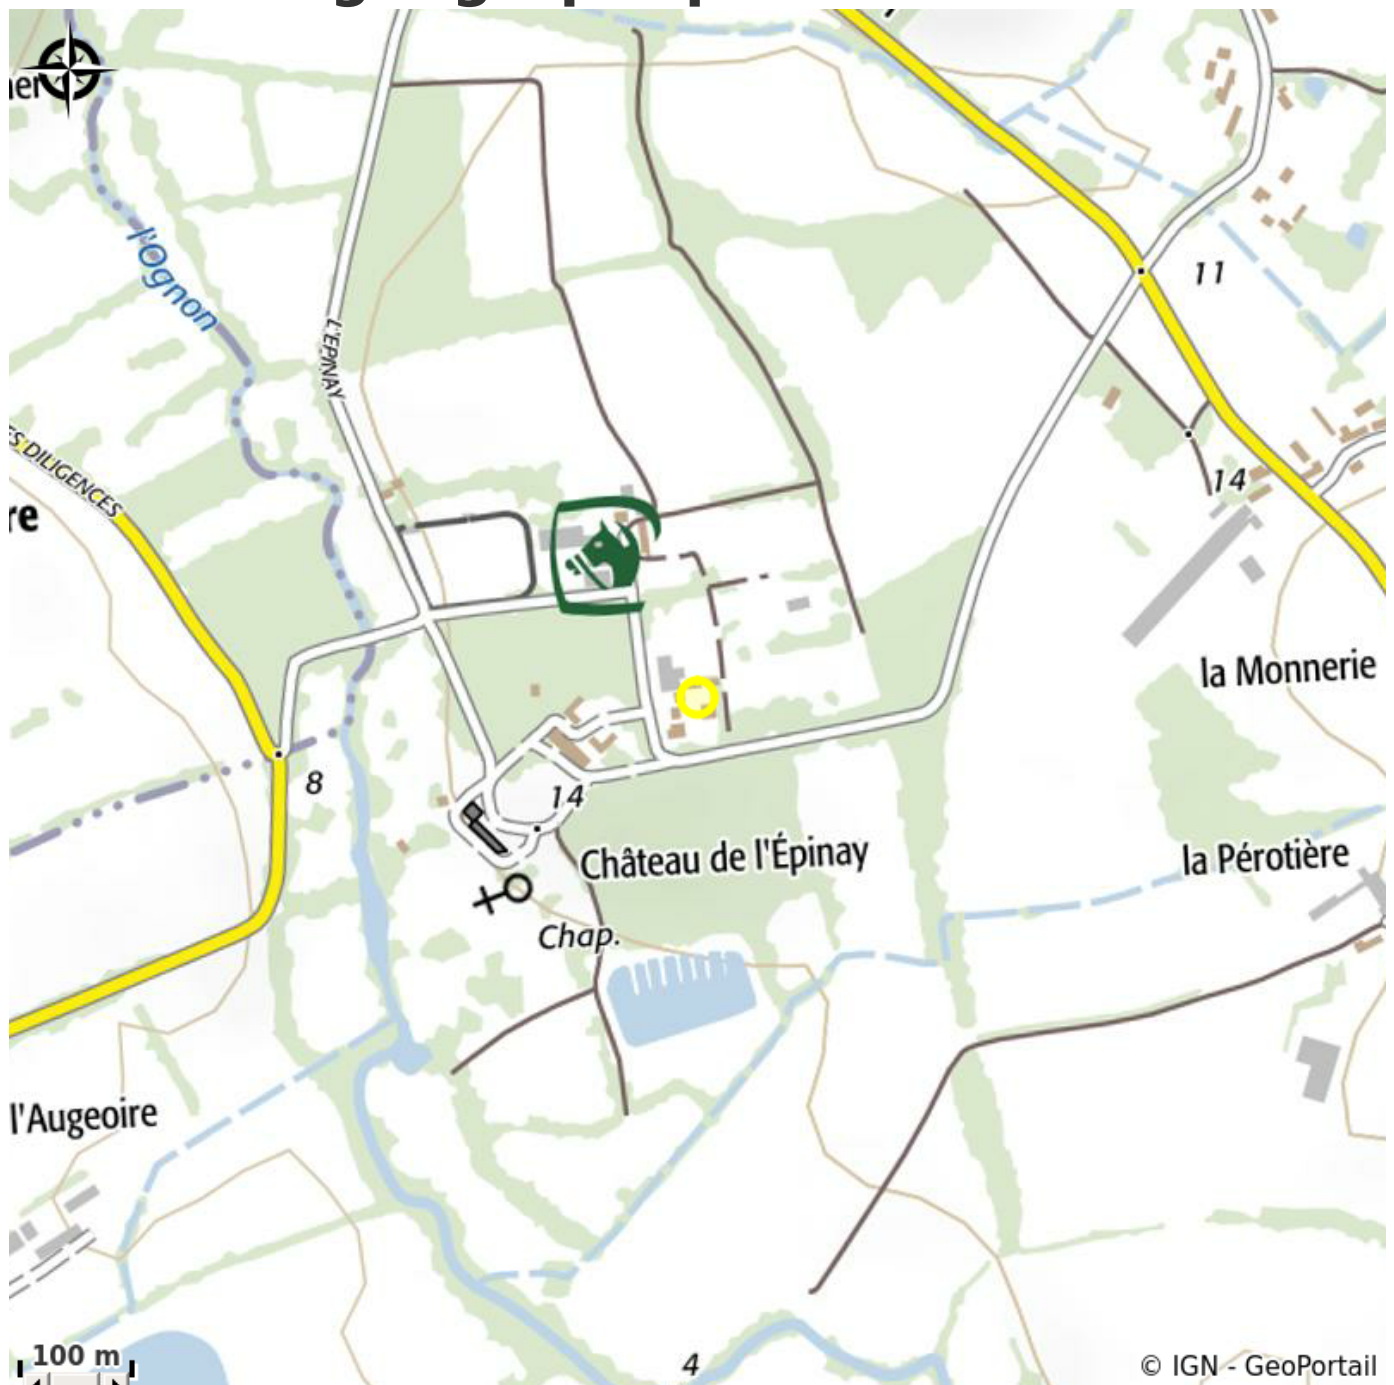 l'Ognon
L'EPINAY
ES DILIGENCES
re
11
14
la Monnerie
8
14
Château de l'Épinay
la Pérotière
Chap.
l'Augeoire
4
100 m
© IGN - GeoPortail